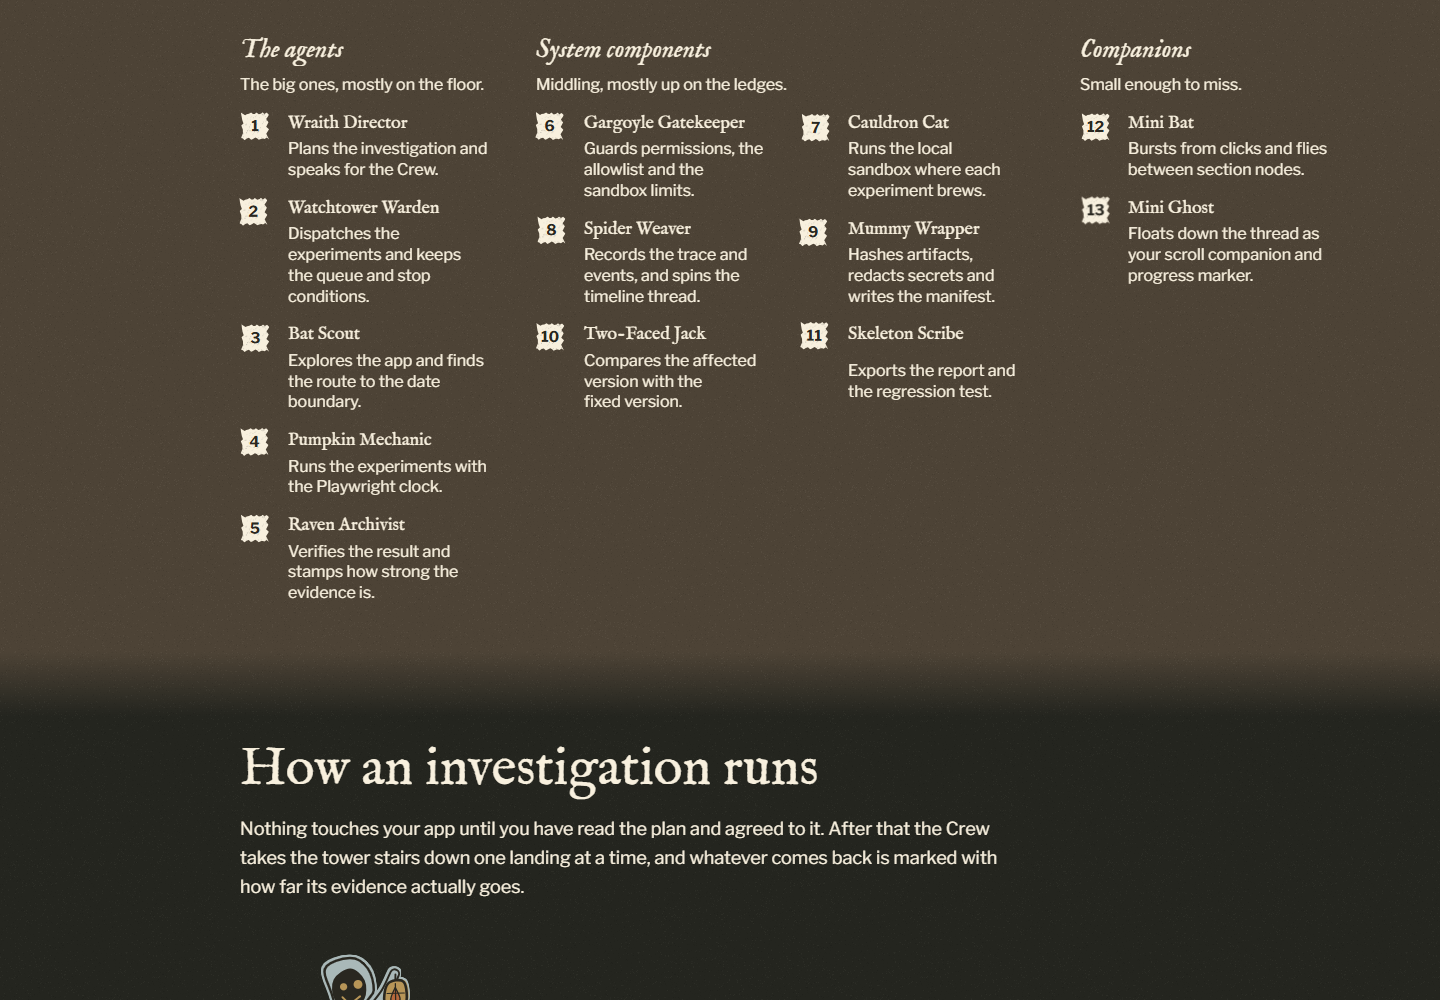 The agents
The big ones, mostly on the floor.
1 Wraith Director
Plans the investigation and
speaks for the Crew.
2 Watchtower Warden
Dispatches the
experiments and keeps
the queue and stop
conditions.
3 Bat Scout
Explores the app and finds
the route to the date
boundary.
4 Pumpkin Mechanic
Runs the experiments with
the Playwright clock.
5 Raven Archivist
Verifies the result and
stamps how strong the
evidence is.
System components
Middling, mostly up on the ledges.
6 Gargoyle Gatekeeper
Guards permissions, the
allowlist and the
sandbox limits.
7 Cauldron Cat
Runs the local
sandbox where each
experiment brews.
8 Spider Weaver
Records the trace and
events, and spins the
timeline thread.
9 Mummy Wrapper
Hashes artifacts,
redacts secrets and
writes the manifest.
10 Two-Faced Jack
Compares the affected
version with the
fixed version.
11 Skeleton Scribe
Exports the report and
the regression test.
Companions
Small enough to miss.
12 Mini Bat
Bursts from clicks and flies
between section nodes.
13 Mini Ghost
Floats down the thread as
your scroll companion and
progress marker.
How an investigation runs
Nothing touches your app until you have read the plan and agreed to it. After that the Crew
takes the tower stairs down one landing at a time, and whatever comes back is marked with
how far its evidence actually goes.